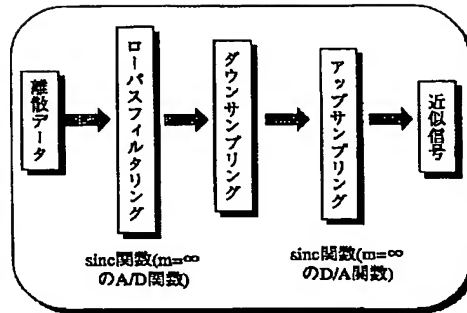 離散データ
ローパスフィルタリング
ダウンサンプリング
アップサンプリング
近似信号
sinc関数(m=∞
のA/D関数)
sinc関数(m=∞
のD/A関数)